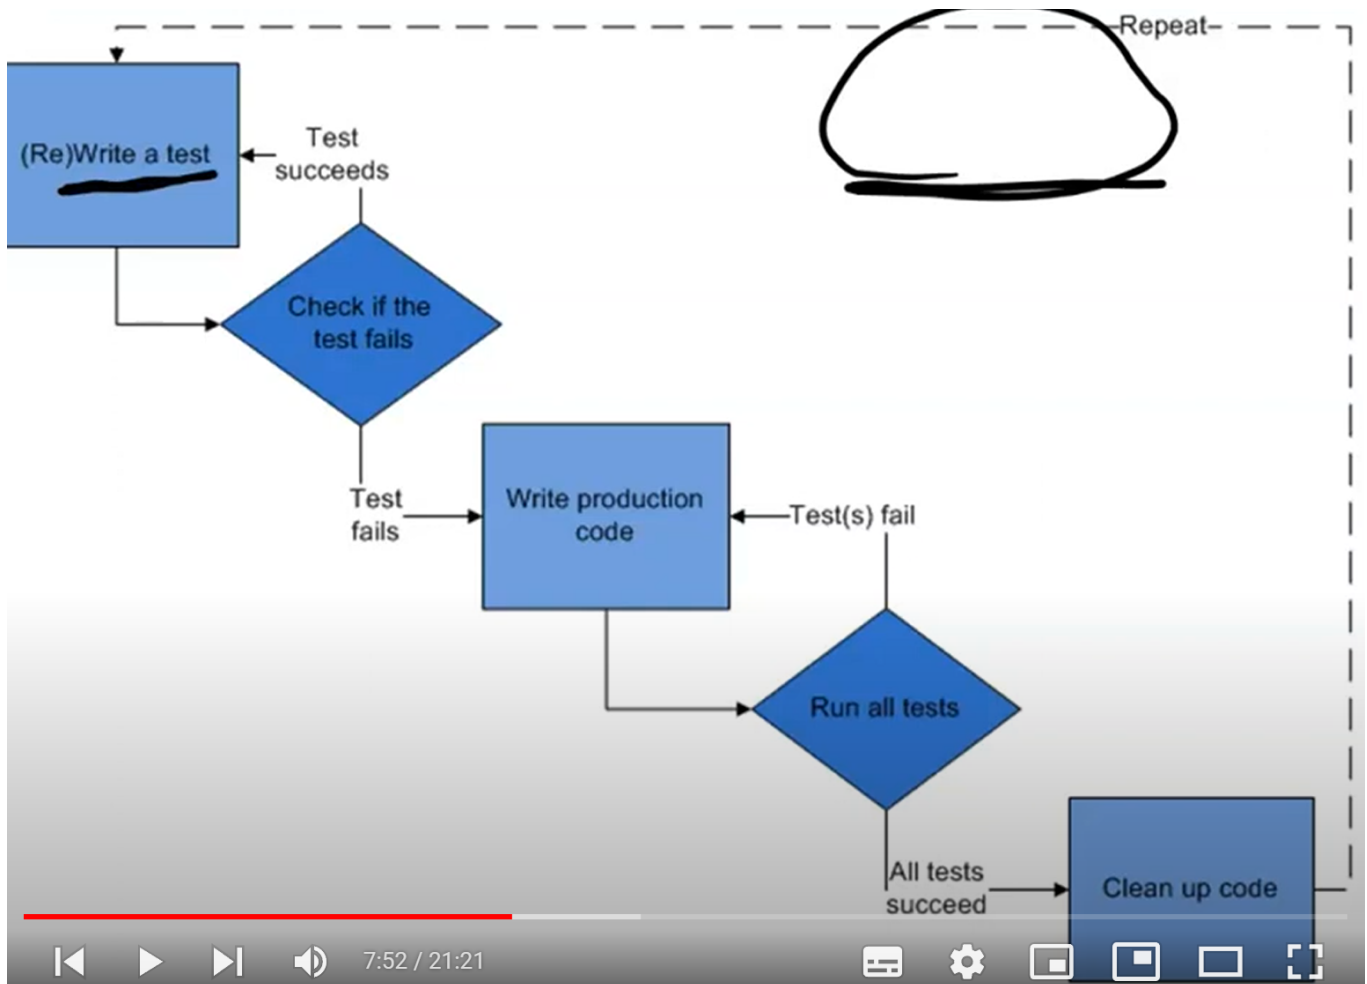 Repeat
(Re)Write a test
Test
succeeds
Check if the
test fails
Test
fails
Write production
code
Test(s) fail
Run all tests
All tests
succeed
Clean up code
7:52 / 21:21